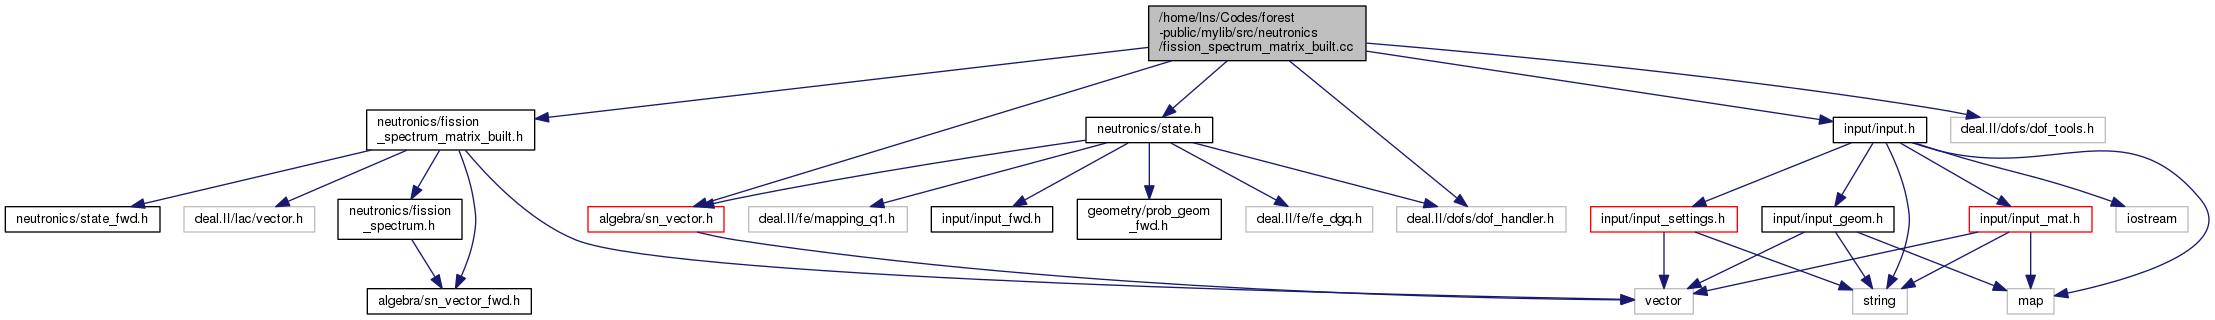 /home/lns/Codes/forest
-public/mylib/src/neutronics
/fission_spectrum_matrix_built.cc
neutronics/fission
_spectrum_matrix_built.h
neutronics/state.h
input/input.h
deal.II/dofs/dof_tools.h
neutronics/state_fwd.h
deal.II/lac/vector.h
neutronics/fission
_spectrum.h
algebra/sn_vector.h
deal.II/fe/mapping_q1.h
input/input_fwd.h
geometry/prob_geom
_fwd.h
deal.II/fe/fe_dgq.h
deal.II/dofs/dof_handler.h
input/input_settings.h
input/input_geom.h
input/input_mat.h
iostream
algebra/sn_vector_fwd.h
vector
string
map